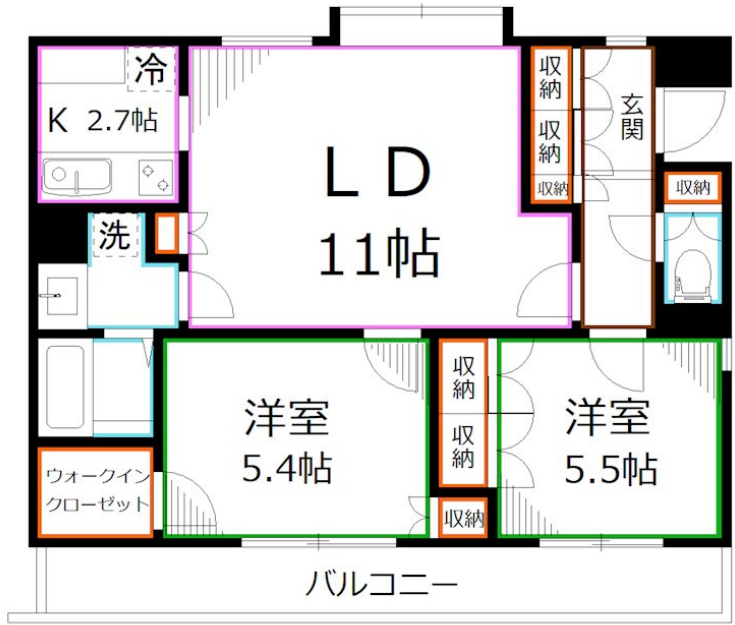 冷
K 2.7帖
LD
11帖
収納
収納
収納
玄関
収納
洗
洋室
5.4帖
収納
収納
洋室
5.5帖
ウォークイン
クローゼット
収納
バルコニー